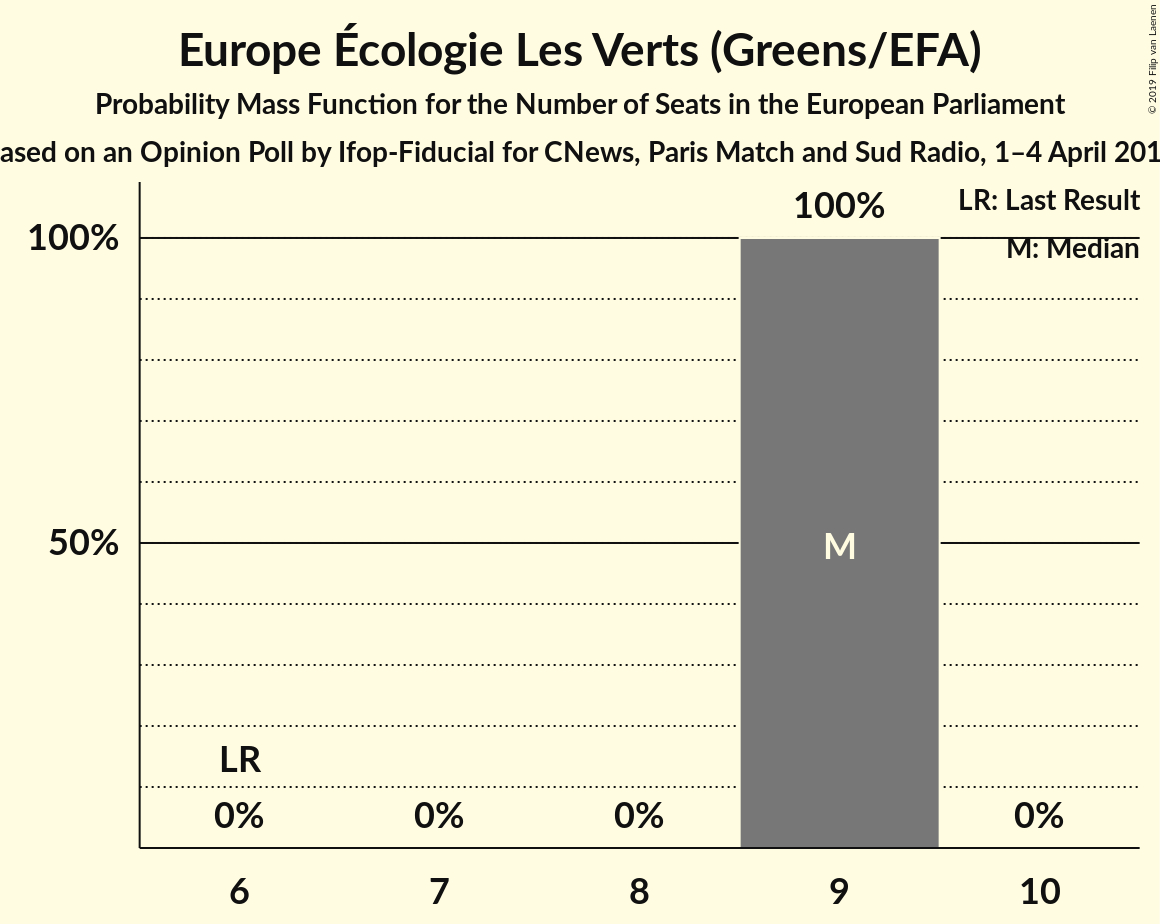 Europe Écologie Les Verts (Greens/EFA)
Probability Mass Function for the Number of Seats in the European Parliament
ased on an Opinion Poll by Ifop-Fiducial for CNews, Paris Match and Sud Radio, 1–4 April 201
© 2019 Filip van Laenen
LR: Last Result
M: Median
100%
100%
50%
M
LR
0% 0% 0% 0%
6 7 8 9 10